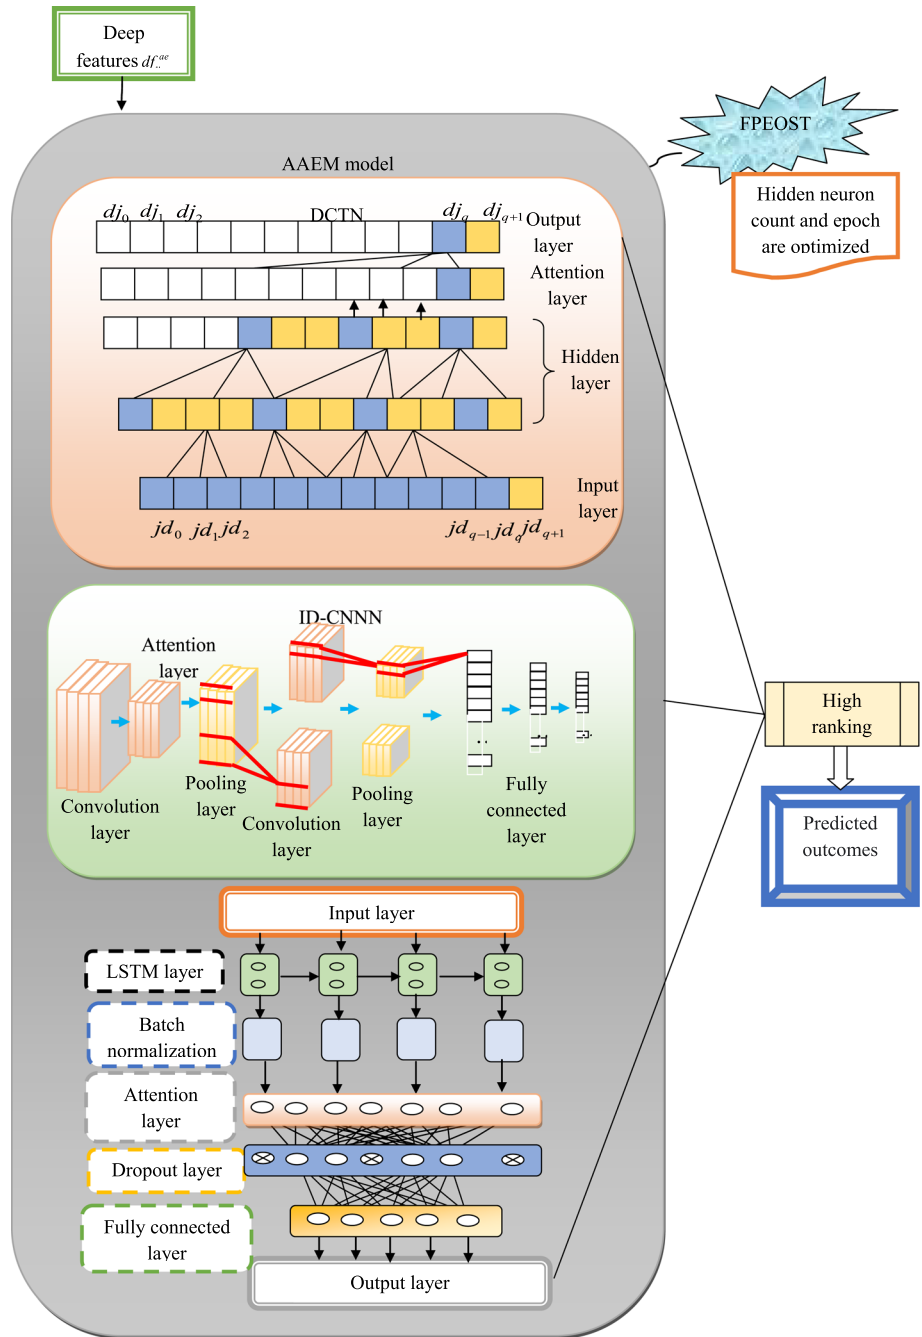 Deep
features df..ae
FPEOST
Hidden neuron
count and epoch
are optimized
AAEM model
dj0 dj1 dj2 DCTN djq djq+1
Output
layer
Attention
layer
Hidden
layer
Input
layer
jd0 jd1 jd2 jdq-1 jdq jdq+1
ID-CNNN
Attention
layer
Convolution
layer
Pooling
layer
Convolution
layer
Pooling
layer
Fully
connected
layer
High
ranking
Predicted
outcomes
Input layer
LSTM layer
Batch
normalization
Attention
layer
Dropout layer
Fully connected
layer
Output layer